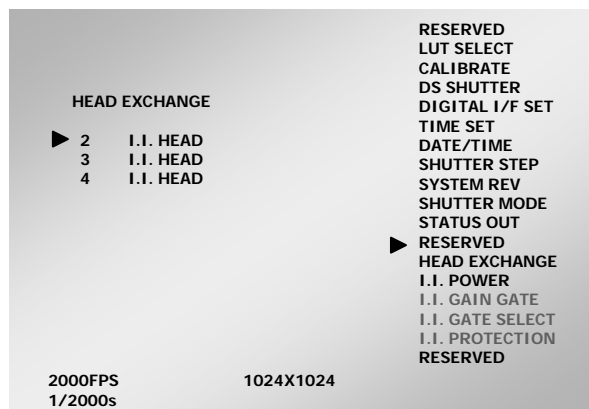 HEAD EXCHANGE
2 I.I. HEAD
3 I.I. HEAD
4 I.I. HEAD
RESERVED
LUT SELECT
CALIBRATE
DS SHUTTER
DIGITAL I/F SET
TIME SET
DATE/TIME
SHUTTER STEP
SYSTEM REV
SHUTTER MODE
STATUS OUT
RESERVED
HEAD EXCHANGE
I.I. POWER
I.I. GAIN GATE
I.I. GATE SELECT
I.I. PROTECTION
RESERVED
2000FPS 1024X1024
1/2000s